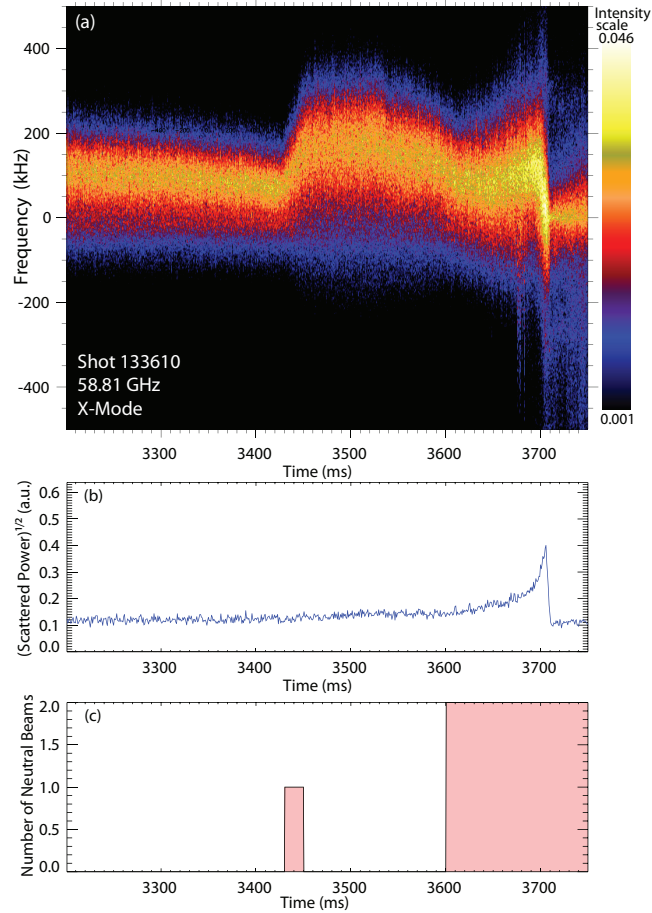 (a)
Intensity
scale
0.046
0.001
400
200
0
-200
-400
Frequency (kHz)
Shot 133610
58.81 GHz
X-Mode
3300 3400 3500 3600 3700
Time (ms)
(b)
0.6
0.5
0.4
0.3
0.2
0.1
0.0
(Scattered Power)^1/2 (a.u.)
3300 3400 3500 3600 3700
Time (ms)
(c)
2.0
1.5
1.0
0.5
0.0
Number of Neutral Beams
3300 3400 3500 3600 3700
Time (ms)